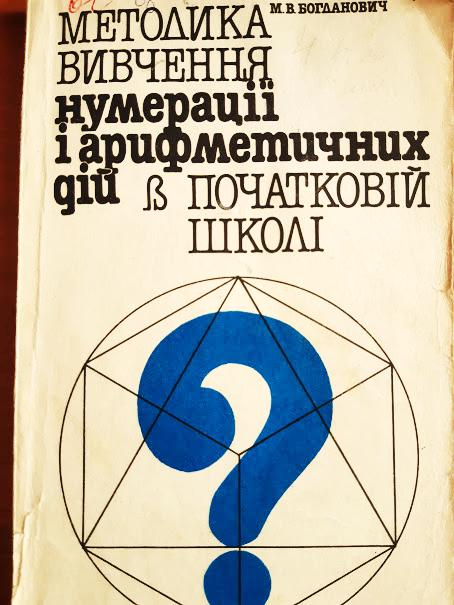 М. В. БОГДАНОВИЧ
МЕТОДИКА
ВИВЧЕННЯ
нумерації
і арифметичних
дій в ПОЧАТКОВІЙ
ШКОЛІ